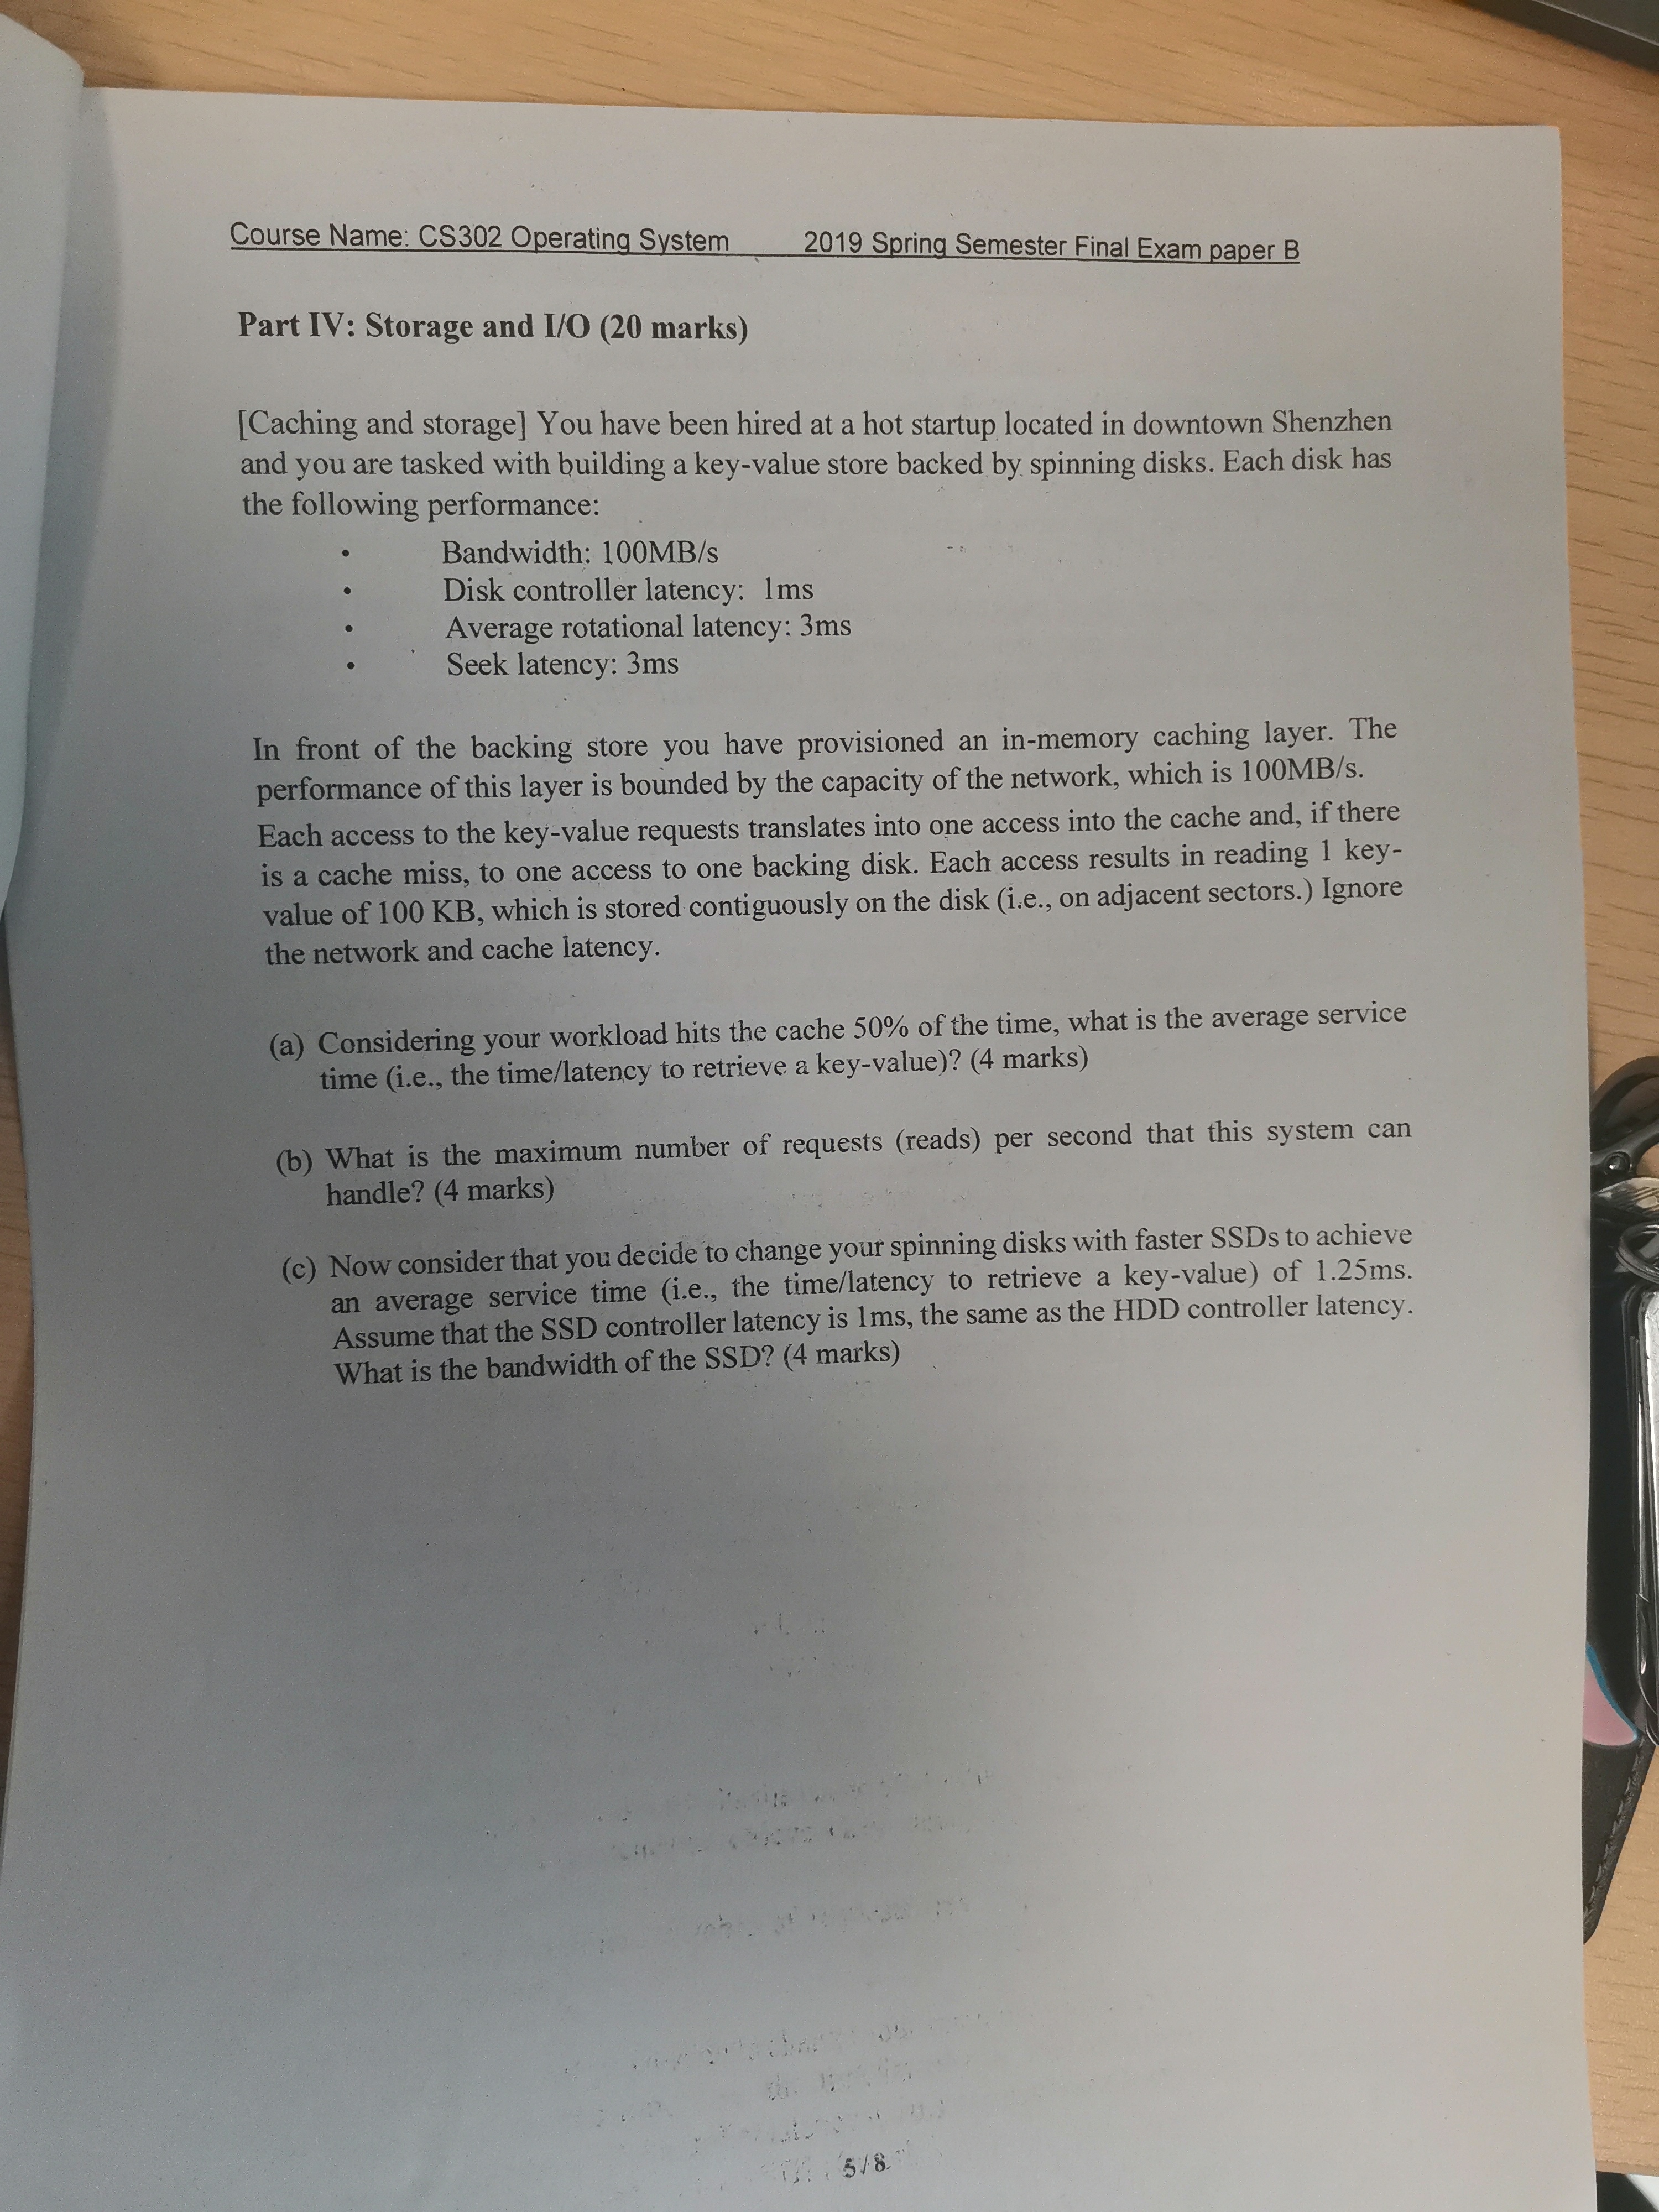 Course Name: CS302 Operating System 2019 Spring Semester Final Exam paper B
Part IV: Storage and I/O (20 marks)
[Caching and storage] You have been hired at a hot startup located in downtown Shenzhen
and you are tasked with building a key-value store backed by spinning disks. Each disk has
the following performance:
• Bandwidth: 100MB/s
• Disk controller latency: 1ms
• Average rotational latency: 3ms
• Seek latency: 3ms
In front of the backing store you have provisioned an in-memory caching layer. The
performance of this layer is bounded by the capacity of the network, which is 100MB/s.
Each access to the key-value requests translates into one access into the cache and, if there
is a cache miss, to one access to one backing disk. Each access results in reading 1 key-
value of 100 KB, which is stored contiguously on the disk (i.e., on adjacent sectors.) Ignore
the network and cache latency.
(a) Considering your workload hits the cache 50% of the time, what is the average service
time (i.e., the time/latency to retrieve a key-value)? (4 marks)
(b) What is the maximum number of requests (reads) per second that this system can
handle? (4 marks)
(c) Now consider that you decide to change your spinning disks with faster SSDs to achieve
an average service time (i.e., the time/latency to retrieve a key-value) of 1.25ms.
Assume that the SSD controller latency is 1ms, the same as the HDD controller latency.
What is the bandwidth of the SSD? (4 marks)
5 / 8